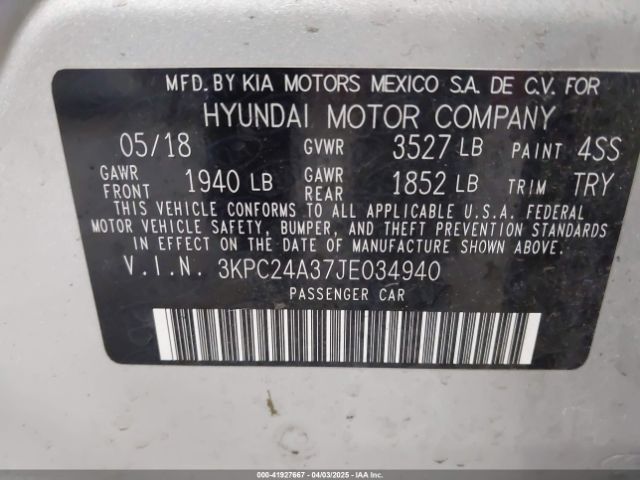 MFD. BY KIA MOTORS MEXICO S.A. DE C.V. FOR
HYUNDAI MOTOR COMPANY
05/18 GVWR 3527 LB PAINT 4SS
GAWR FRONT 1940 LB GAWR REAR 1852 LB TRIM TRY
THIS VEHICLE CONFORMS TO ALL APPLICABLE U.S.A. FEDERAL
MOTOR VEHICLE SAFETY, BUMPER, AND THEFT PREVENTION STANDARDS
IN EFFECT ON THE DATE OF MANUFACTURE SHOWN ABOVE.
V.I.N. 3KPC24A37JE034940
PASSENGER CAR
000-41927667 - 04/03/2025 - COPYRIGHT IAA, LLC.